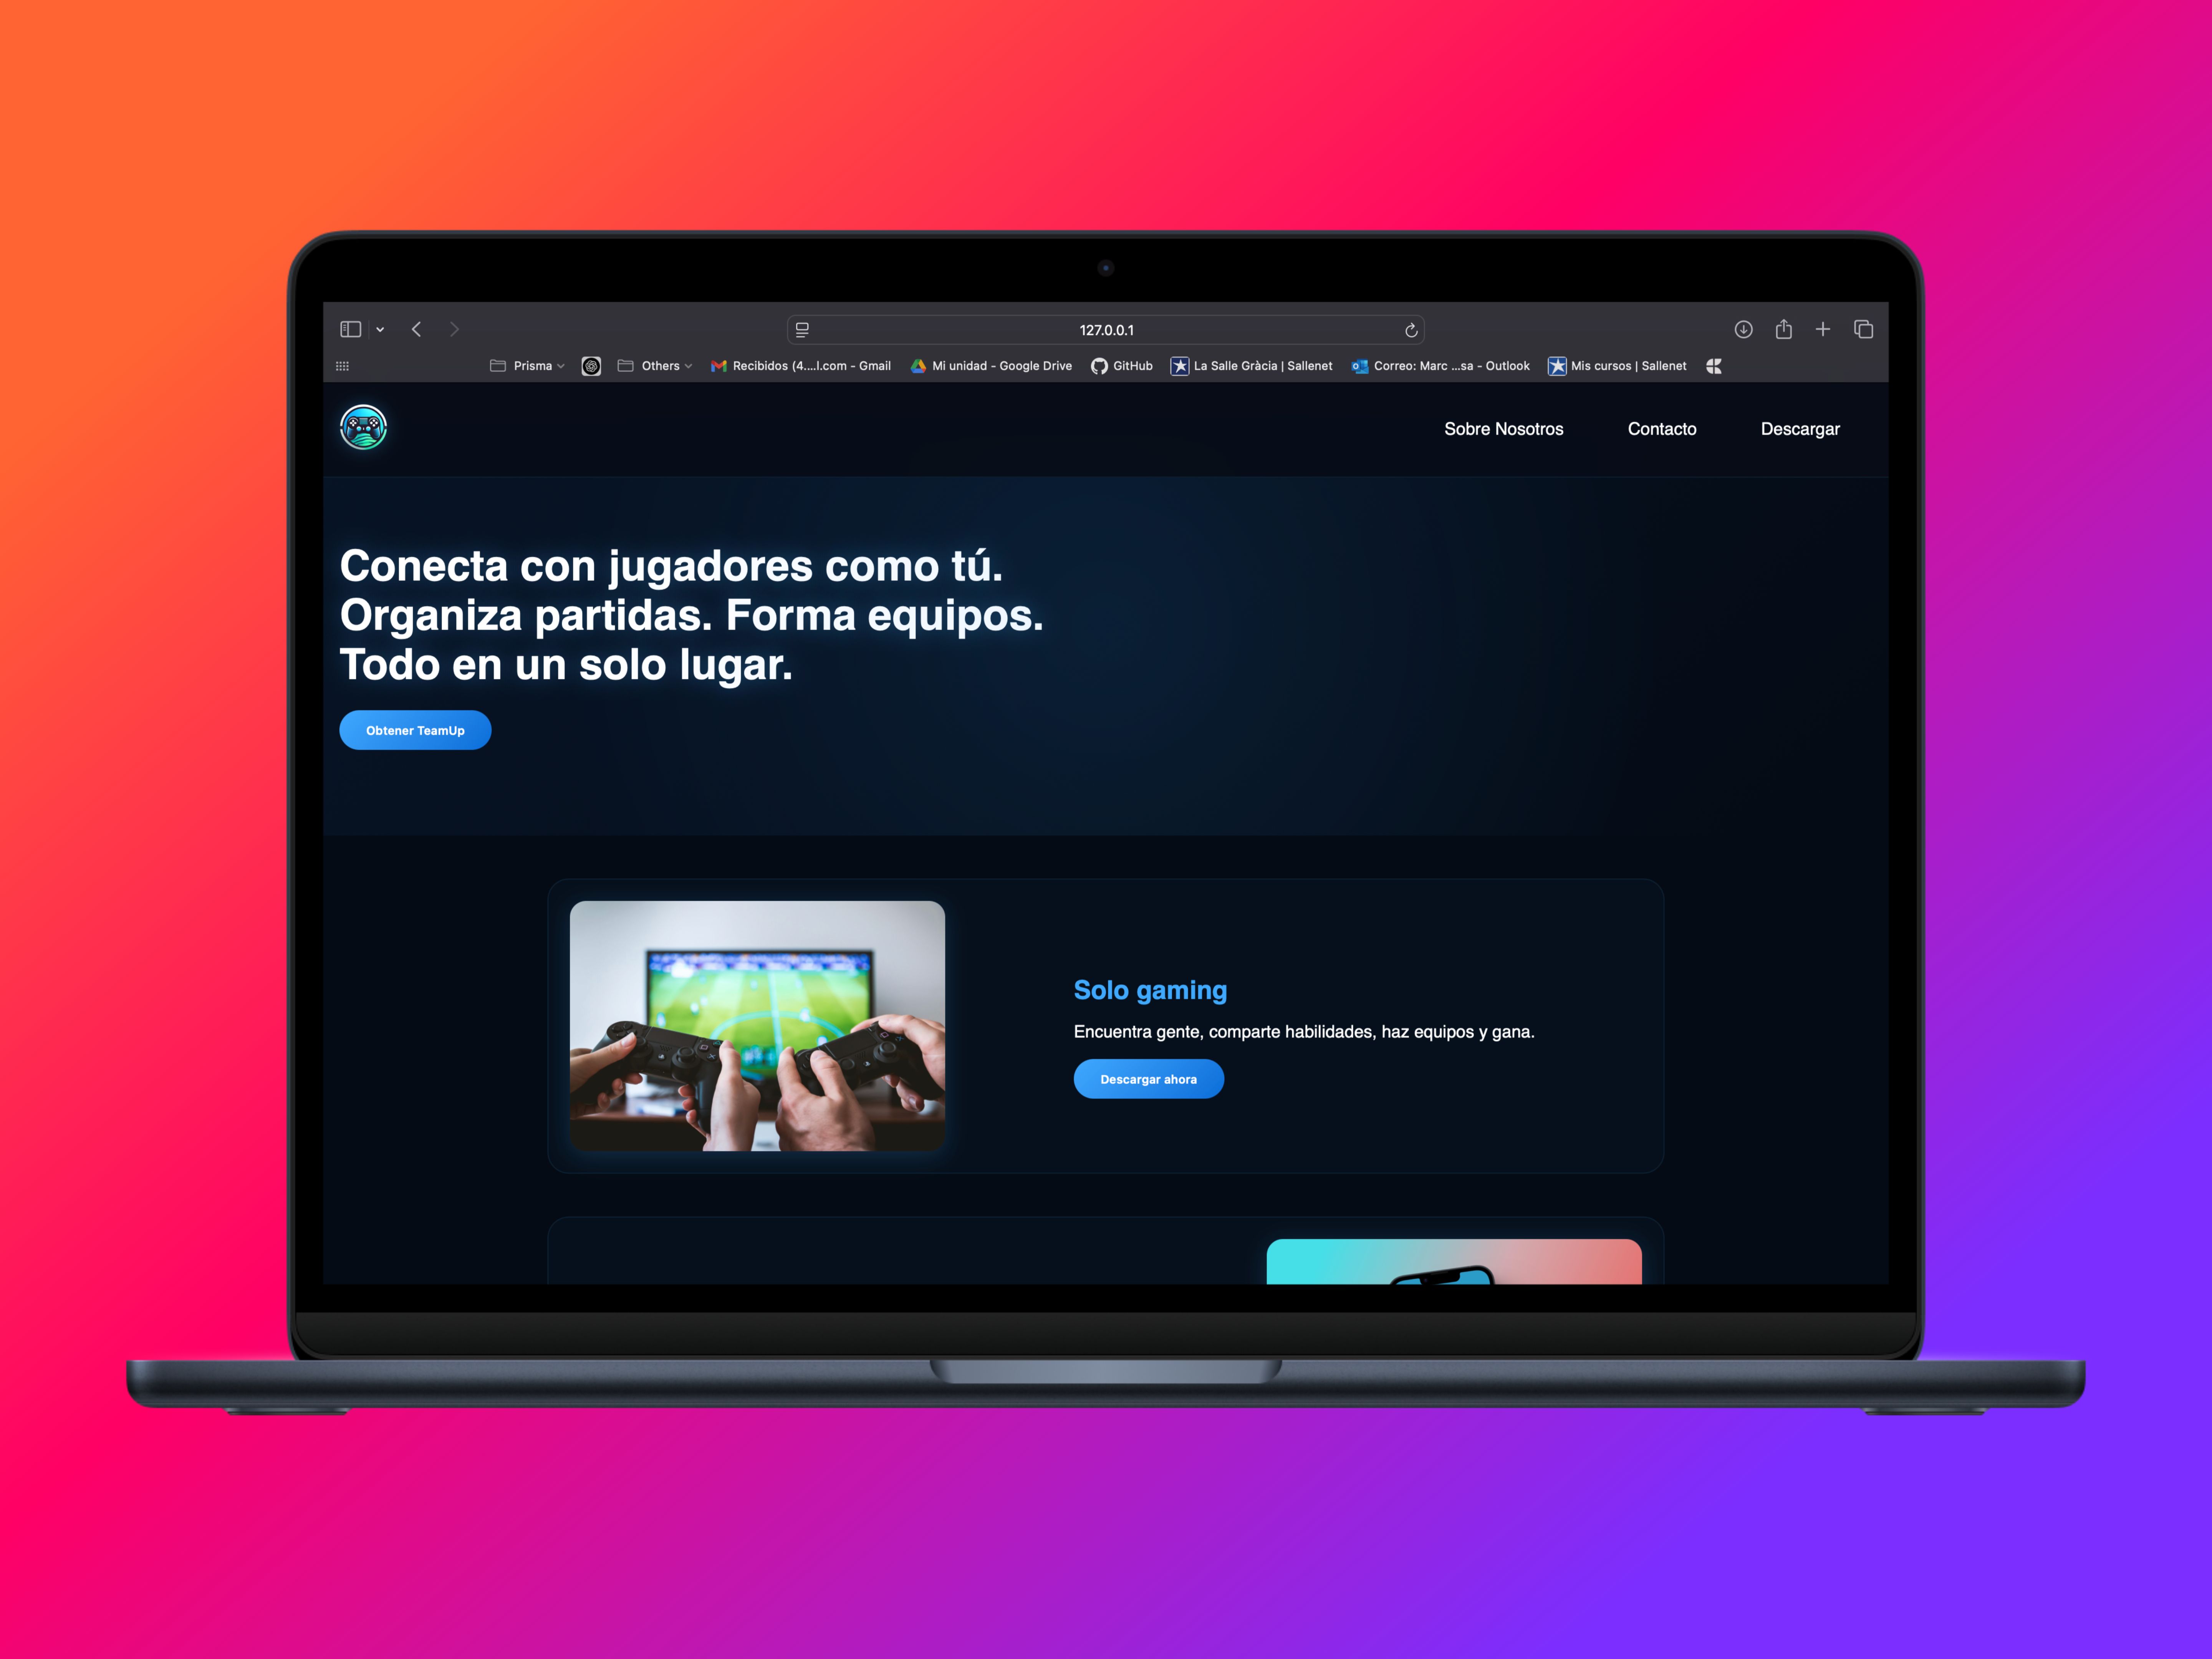 127.0.0.1
Prisma
Others
Recibidos (4....l.com - Gmail
Mi unidad - Google Drive
GitHub
La Salle Gràcia | Sallenet
Correo: Marc ...sa - Outlook
Mis cursos | Sallenet
Sobre Nosotros
Contacto
Descargar
Conecta con jugadores como tú.
Organiza partidas. Forma equipos.
Todo en un solo lugar.
Obtener TeamUp
Solo gaming
Encuentra gente, comparte habilidades, haz equipos y gana.
Descargar ahora